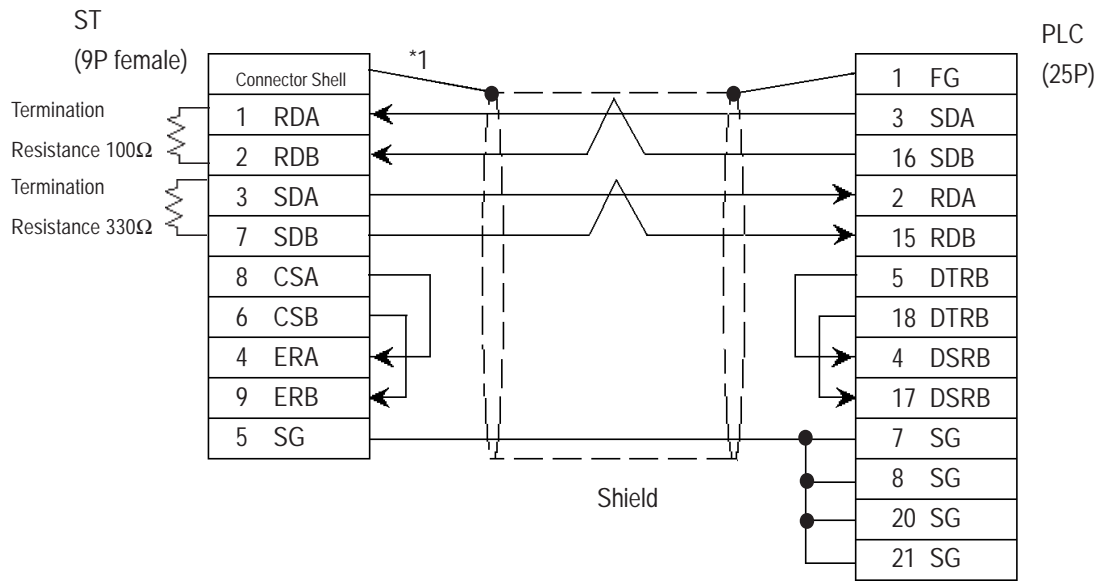 ST
(9P female)
*1
PLC
(25P)
Connector Shell
Termination
Resistance 100Ω
Termination
Resistance 330Ω
1 RDA
2 RDB
3 SDA
7 SDB
8 CSA
6 CSB
4 ERA
9 ERB
5 SG
Shield
1 FG
3 SDA
16 SDB
2 RDA
15 RDB
5 DTRB
18 DTRB
4 DSRB
17 DSRB
7 SG
8 SG
20 SG
21 SG